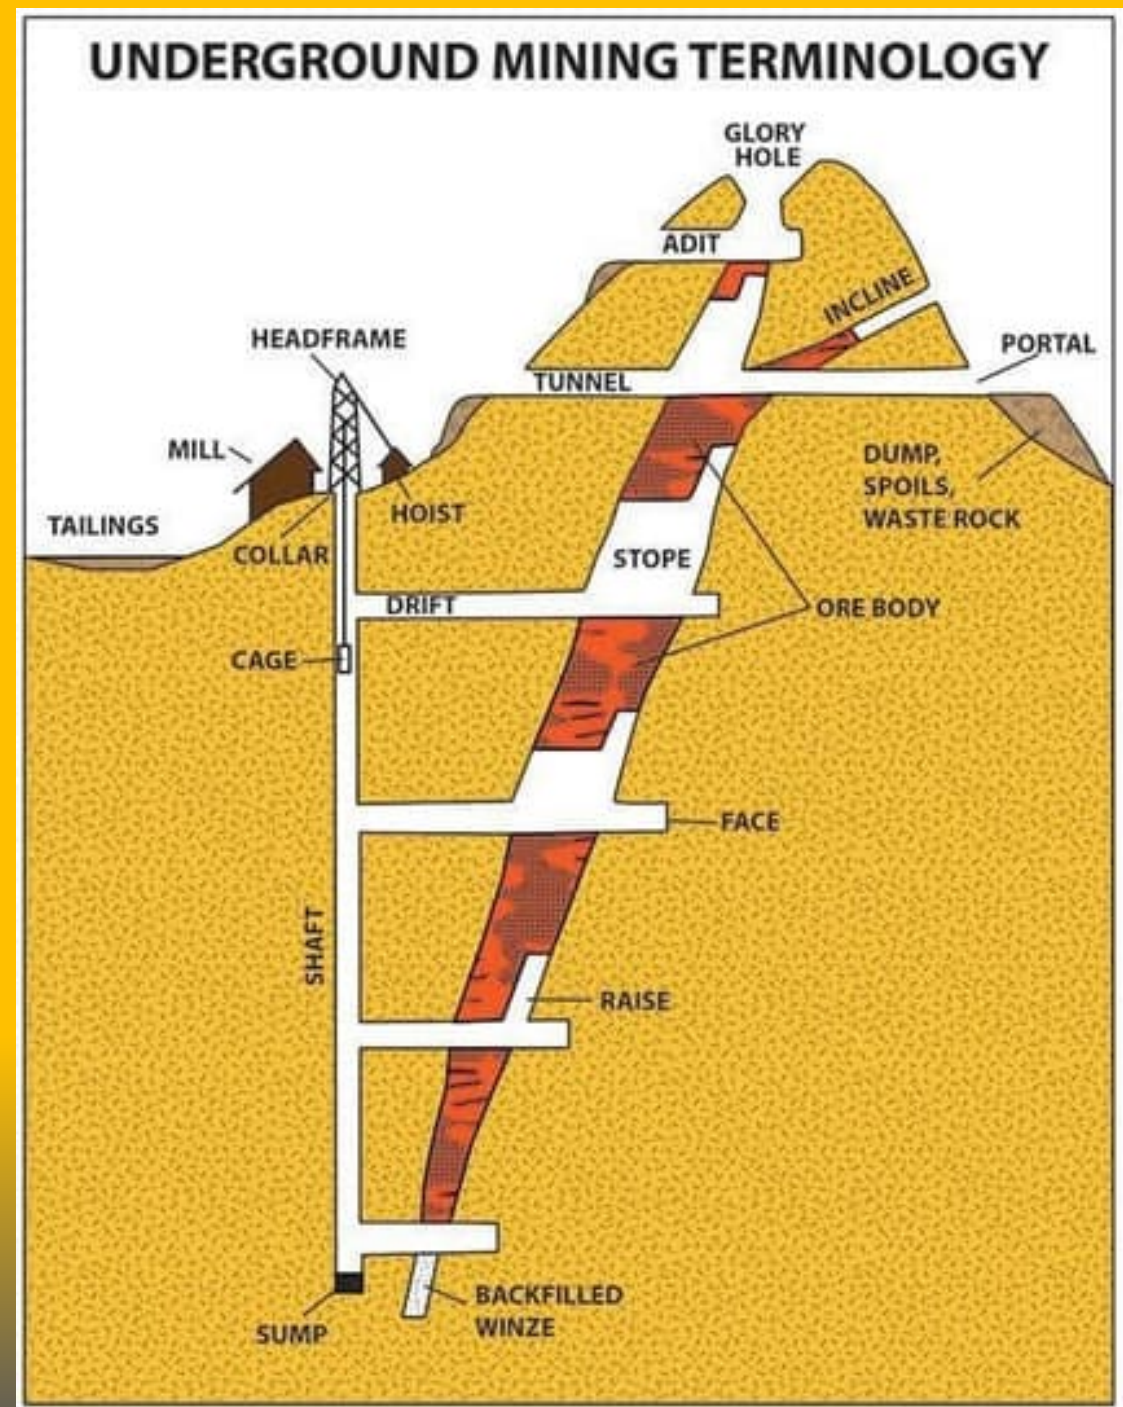 UNDERGROUND MINING TERMINOLOGY
GLORY
HOLE
ADIT
INCLINE
HEADFRAME
PORTAL
TUNNEL
MILL
DUMP,
SPOILS,
WASTE ROCK
HOIST
TAILINGS
COLLAR
STOPE
DRIFT
ORE BODY
CAGE
FACE
SHAFT
RAISE
BACKFILLED
WINZE
SUMP